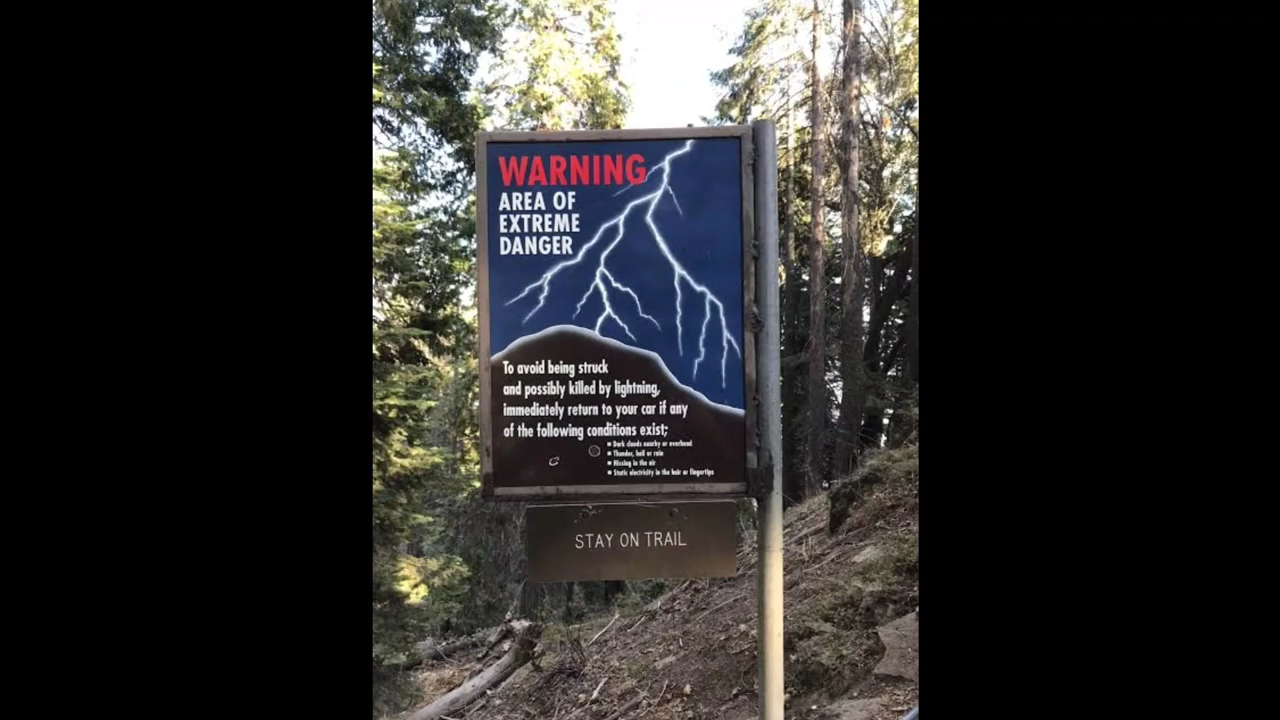 WARNING
AREA OF
EXTREME
DANGER
To avoid being struck
and possibly killed by lightning,
immediately return to your car if any
of the following conditions exist;
▪ Dark clouds nearby or overhead
▪ Thunder, hail or rain
▪ Hissing in the air
▪ Static electricity in the hair or fingertips
STAY ON TRAIL